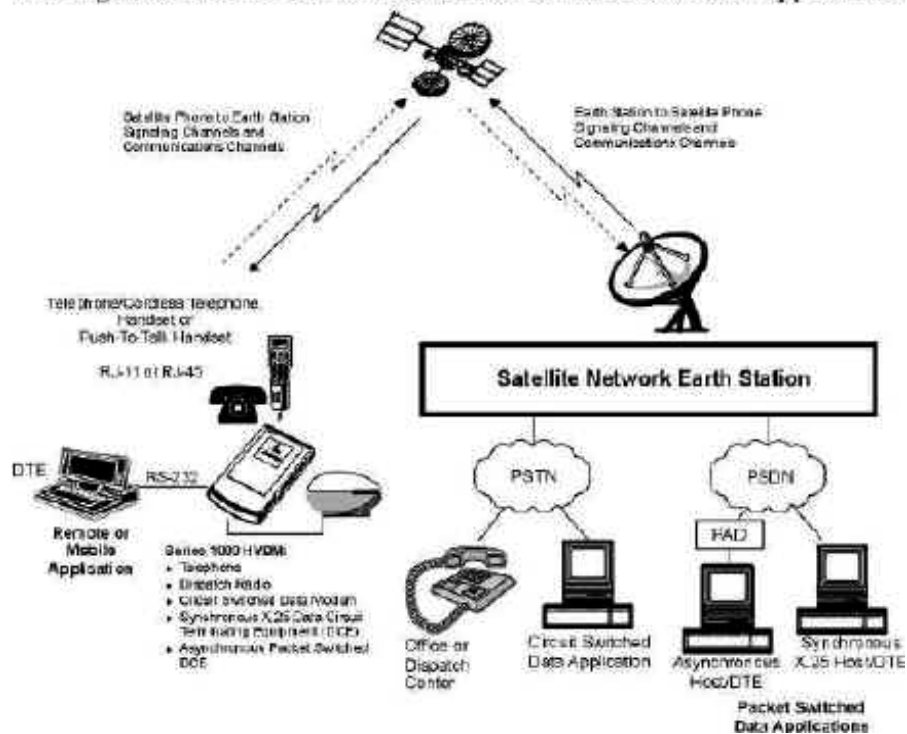 Satellite Phone to Earth Station
Signaling Channels and
Communications Channels
Earth Station to Satellite Phone
Signaling Channels and
Communications Channels
Telephone/Cordless Telephone
Handset or
Push-To-Talk Handset
RJ-11 or RJ-45
DTE
RS-232
Remote or
Mobile
Application
Series 1000
Telephone
Dispatch Radio
Circuit Switched Data Modem
Synchronous X.25 Data Circuit
Terminating Equipment (DCE)
Asynchronous Packet Switched
DCE
Satellite Network Earth Station
PSTN
PSDN
PAD
Office or
Dispatch
Center
Circuit Switched
Data Application
Asynchronous
Host/DTE
Synchronous
X.25 Host/DTE
Packet Switched
Data Applications